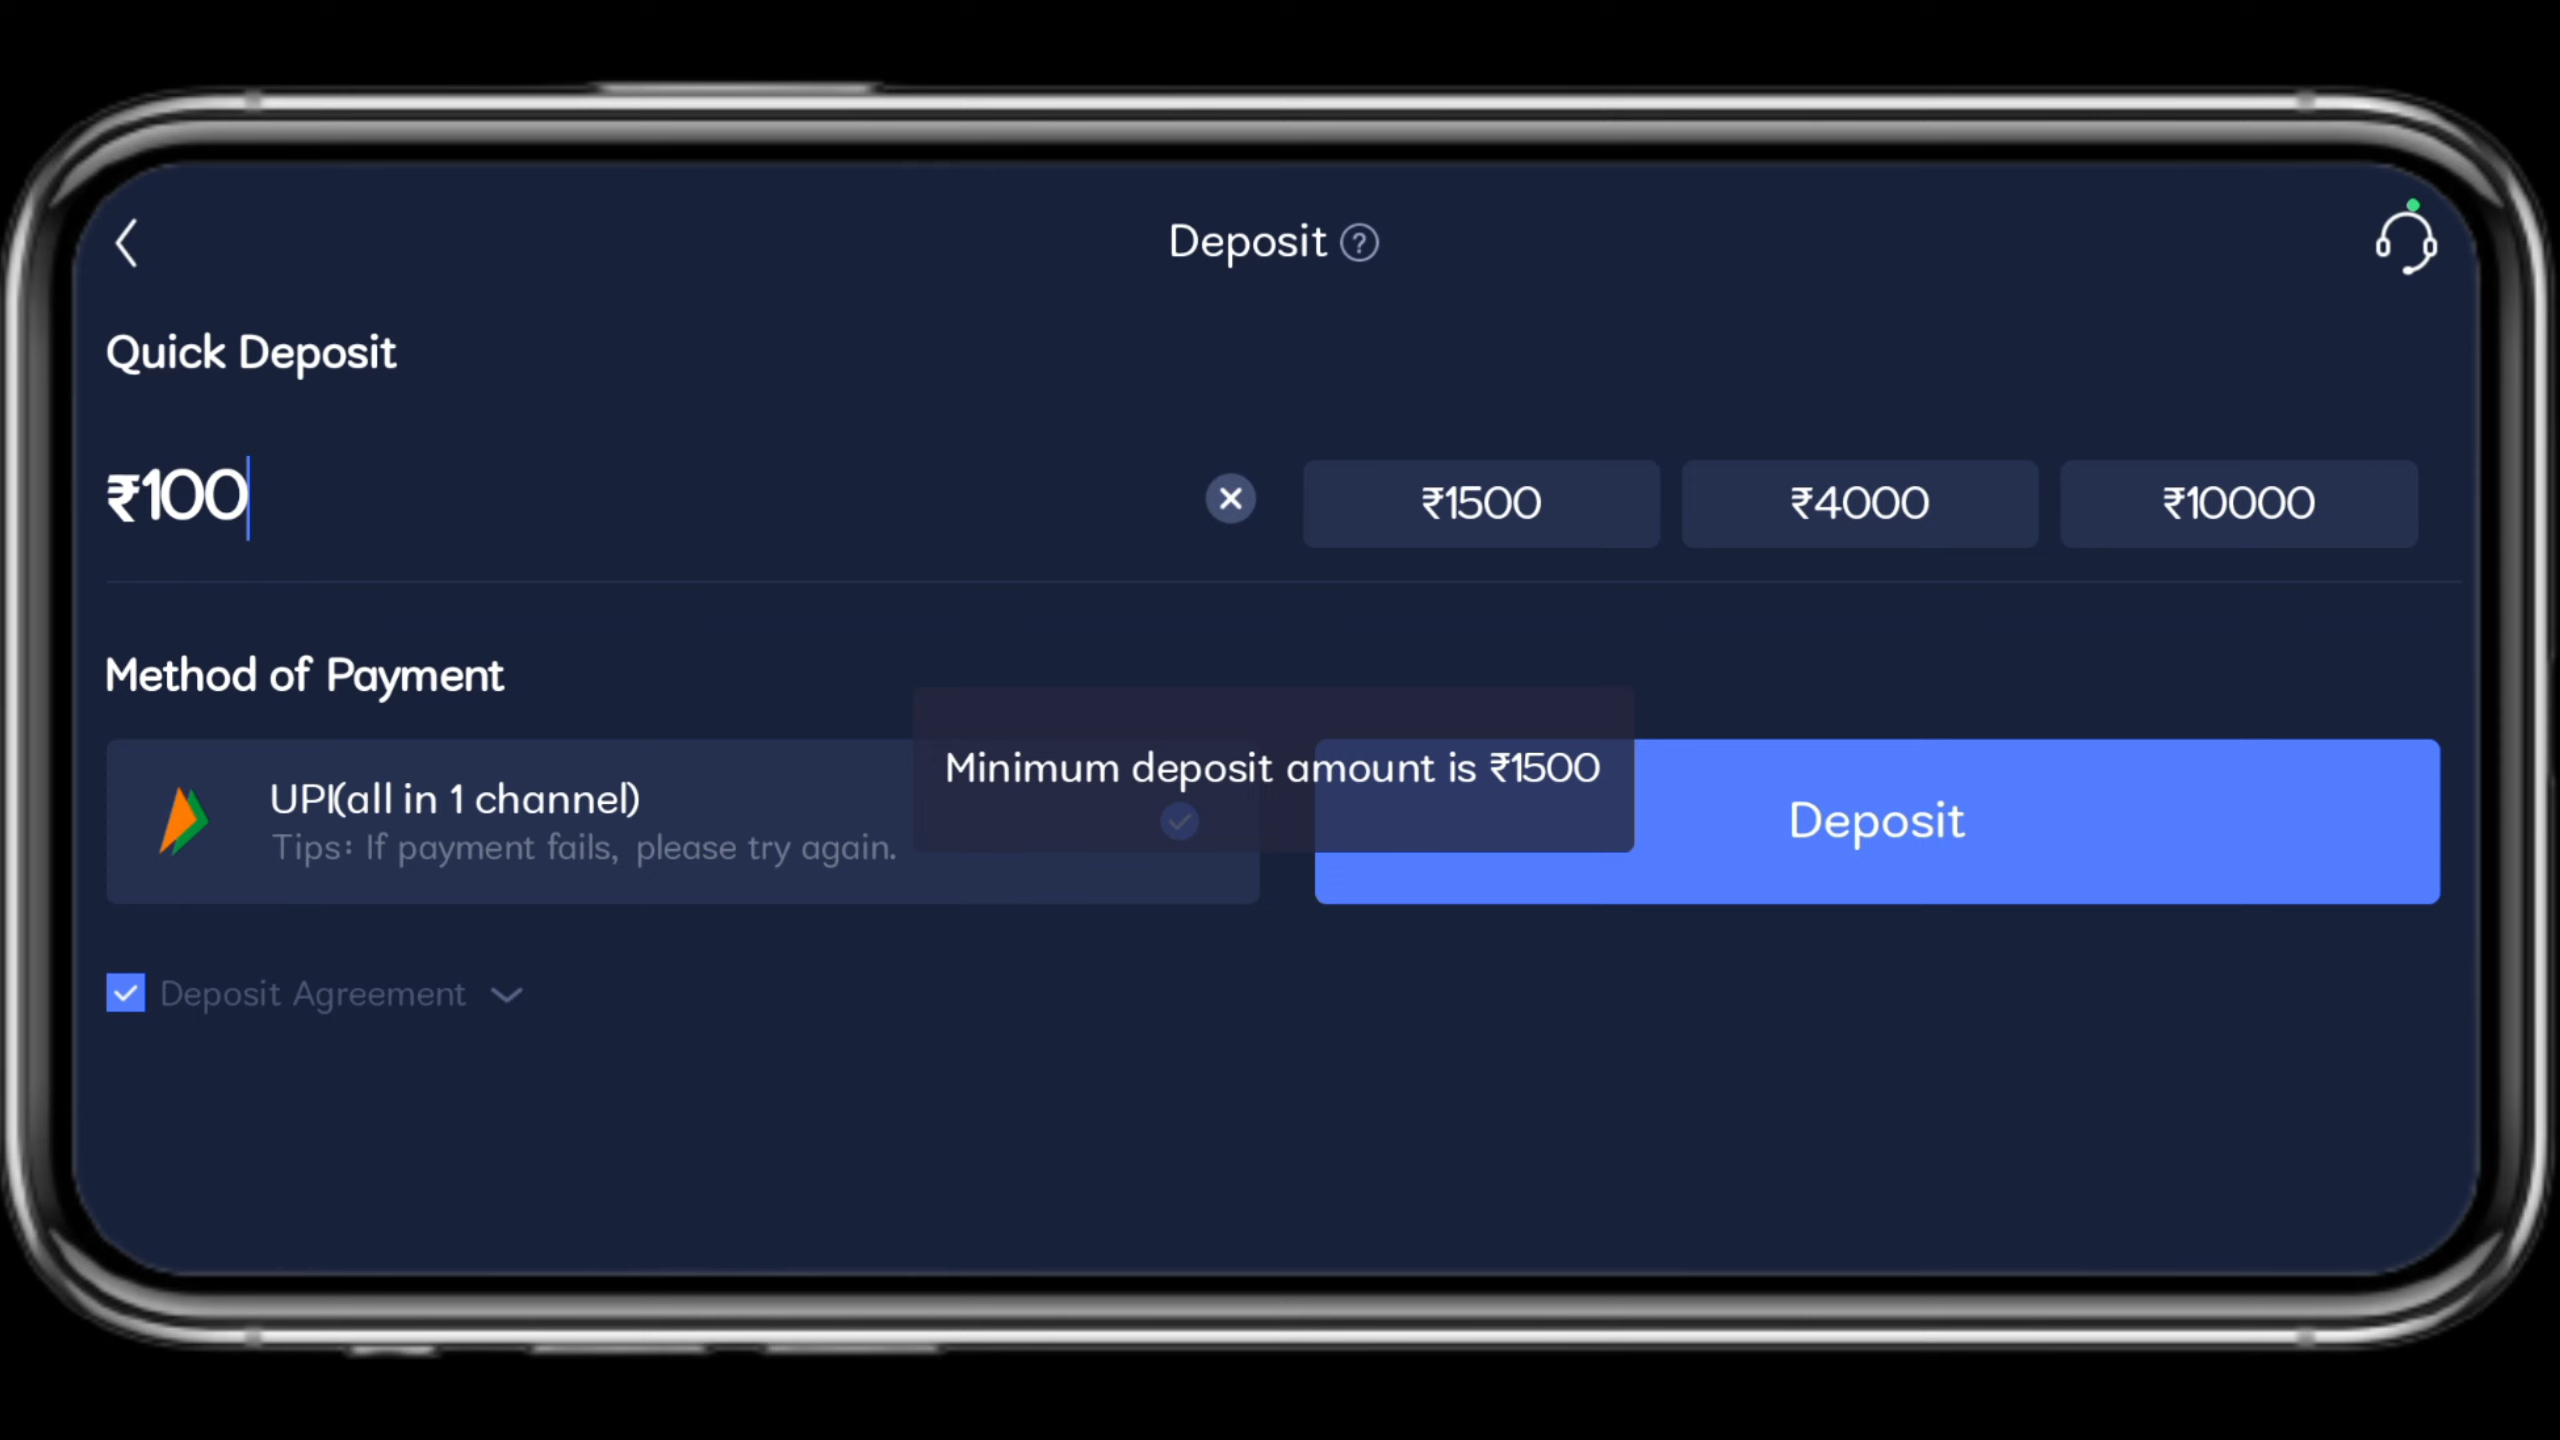 Deposit ?
Quick Deposit
₹100
₹1500
₹4000
₹10000
Method of Payment
UPI(all in 1 channel)
Tips: If payment fails, please try again.
Minimum deposit amount is ₹1500
Deposit
Deposit Agreement